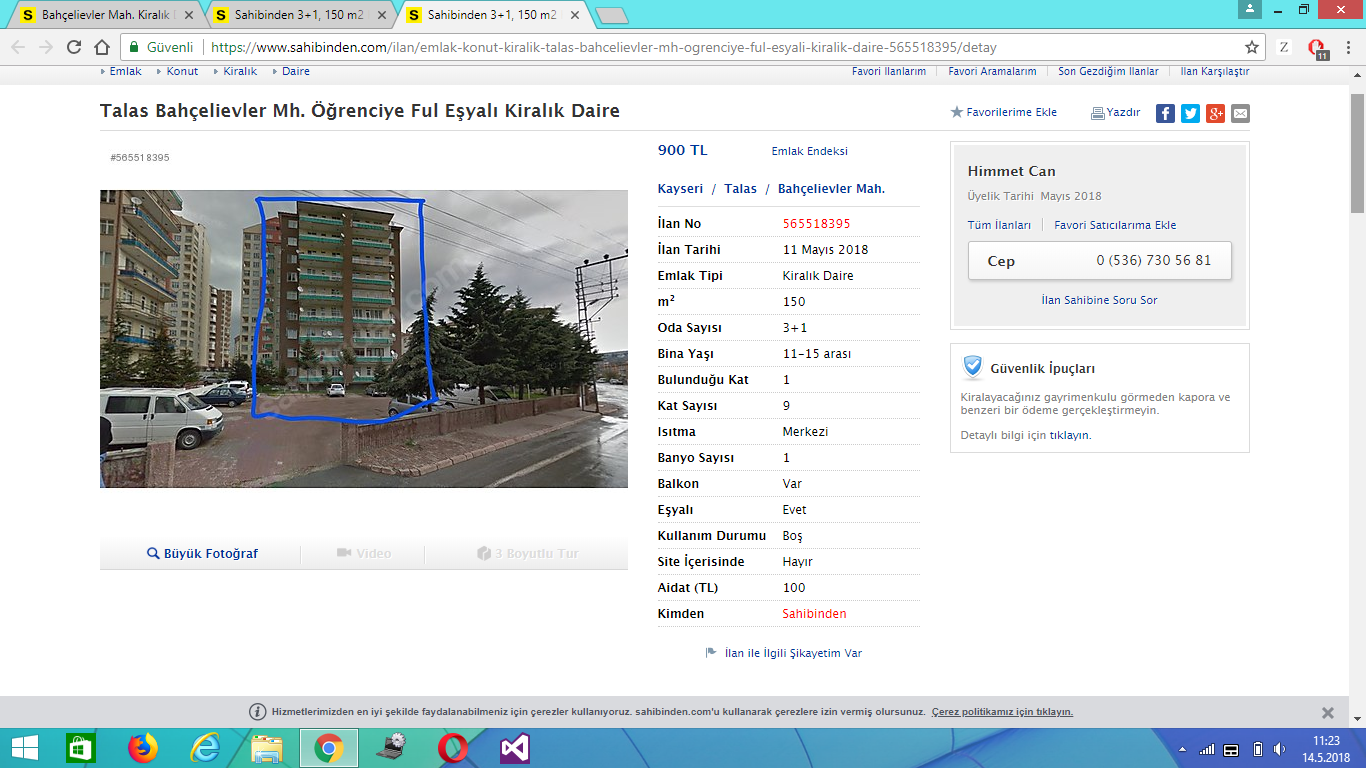 Bahçelievler Mah. Kiralık
Sahibinden 3+1, 150 m2
Sahibinden 3+1, 150 m2
Güvenli
https://www.sahibinden.com/ilan/emlak-konut-kiralik-talas-bahcelievler-mh-ogrenciye-ful-esyali-kiralik-daire-565518395/detay
Z
11
Emlak Konut Kiralık Daire
Favori İlanlarım Favori Aramalarım Son Gezdiğim İlanlar İlan Karşılaştır
Talas Bahçelievler Mh. Öğrenciye Ful Eşyalı Kiralık Daire
Favorilerime Ekle Yazdır
#565518395
Büyük Fotoğraf Video 3 Boyutlu Tur
900 TL Emlak Endeksi
Kayseri / Talas / Bahçelievler Mah.
İlan No 565518395
İlan Tarihi 11 Mayıs 2018
Emlak Tipi Kiralık Daire
m² 150
Oda Sayısı 3+1
Bina Yaşı 11-15 arası
Bulunduğu Kat 1
Kat Sayısı 9
Isıtma Merkezi
Banyo Sayısı 1
Balkon Var
Eşyalı Evet
Kullanım Durumu Boş
Site İçerisinde Hayır
Aidat (TL) 100
Kimden Sahibinden
İlan ile İlgili Şikayetim Var
Himmet Can
Üyelik Tarihi Mayıs 2018
Tüm İlanları Favori Satıcılarıma Ekle
Cep 0 (536) 730 56 81
İlan Sahibine Soru Sor
Güvenlik İpuçları
Kiralayacağınız gayrimenkulu görmeden kapora ve
benzeri bir ödeme gerçekleştirmeyin.
Detaylı bilgi için tıklayın.
Hizmetlerimizden en iyi şekilde faydalanabilmeniz için çerezler kullanıyoruz. sahibinden.com'u kullanarak çerezlere izin vermiş olursunuz. Çerez politikamız için tıklayın.
11:23
14.5.2018